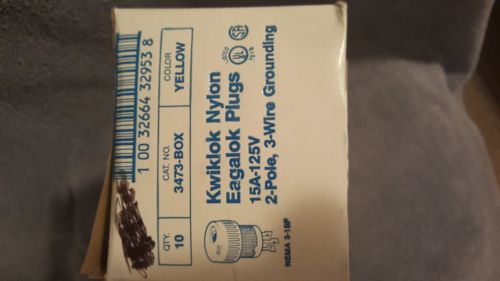 Kwiklok Nylon
Eagalok Plugs
15A-125V
2-Pole, 3-Wire Grounding
NEMA 5-15P
QTY.
10
CAT. NO.
3473-BOX
COLOR
YELLOW
1 00 32664 32953 8